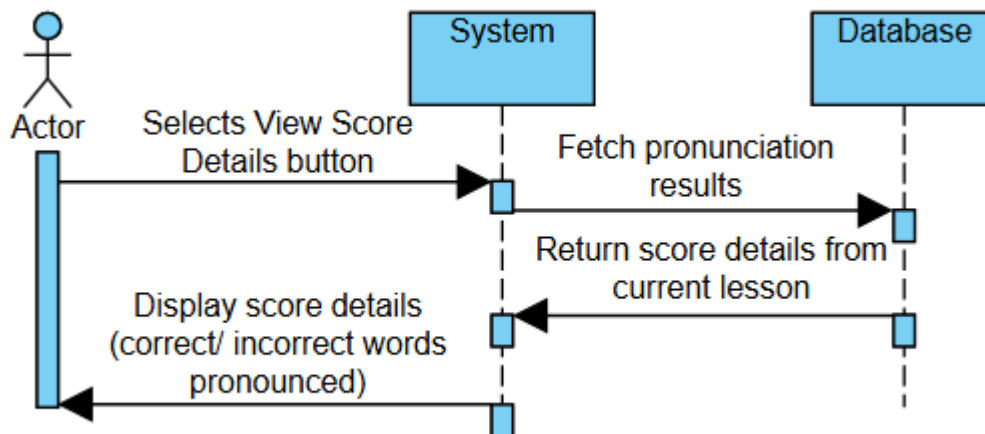 System
Database
Actor
Selects View Score
Details button
Fetch pronunciation
results
Return score details from
current lesson
Display score details
(correct/ incorrect words
pronounced)